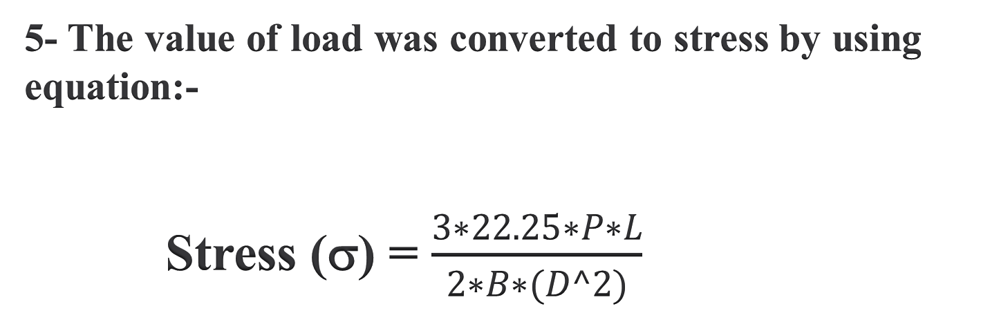 5- The value of load was converted to stress by using
equation:-
Stress (σ) = 3*22.25*P*L
2*B*(D^2)